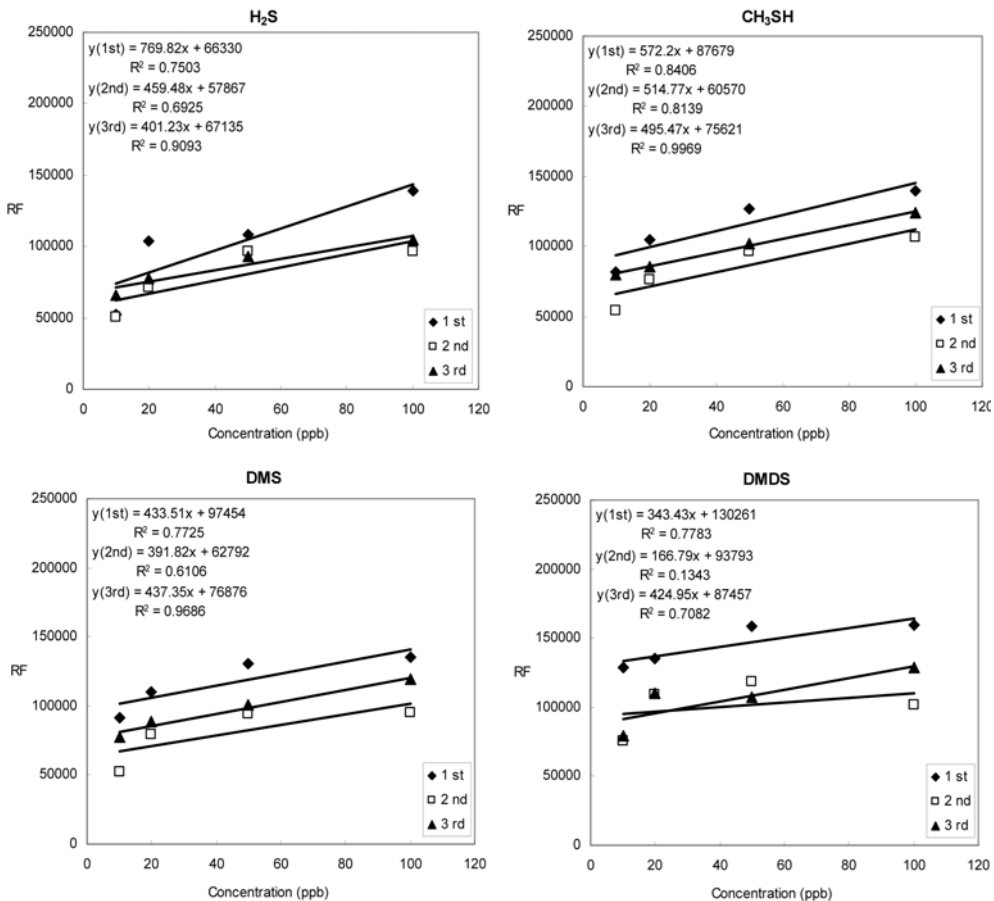 H₂S
250000
200000
150000
100000
50000
0
RF
y(1st) = 769.82x + 66330
R² = 0.7503
y(2nd) = 459.48x + 57867
R² = 0.6925
y(3rd) = 401.23x + 67135
R² = 0.9093
1 st
2 nd
3 rd
0 20 40 60 80 100 120
Concentration (ppb)
CH₃SH
250000
200000
150000
100000
50000
0
RF
y(1st) = 572.2x + 87679
R² = 0.8406
y(2nd) = 514.77x + 60570
R² = 0.8139
y(3rd) = 495.47x + 75621
R² = 0.9969
1 st
2 nd
3 rd
0 20 40 60 80 100 120
Concentration (ppb)
DMS
250000
200000
150000
100000
50000
0
RF
y(1st) = 433.51x + 97454
R² = 0.7725
y(2nd) = 391.82x + 62792
R² = 0.6106
y(3rd) = 437.35x + 76876
R² = 0.9686
1 st
2 nd
3 rd
0 20 40 60 80 100 120
Concentration (ppb)
DMDS
250000
200000
150000
100000
50000
0
RF
y(1st) = 343.43x + 130261
R² = 0.7783
y(2nd) = 166.79x + 93793
R² = 0.1343
y(3rd) = 424.95x + 87457
R² = 0.7082
1 st
2 nd
3 rd
0 20 40 60 80 100 120
Concentration (ppb)